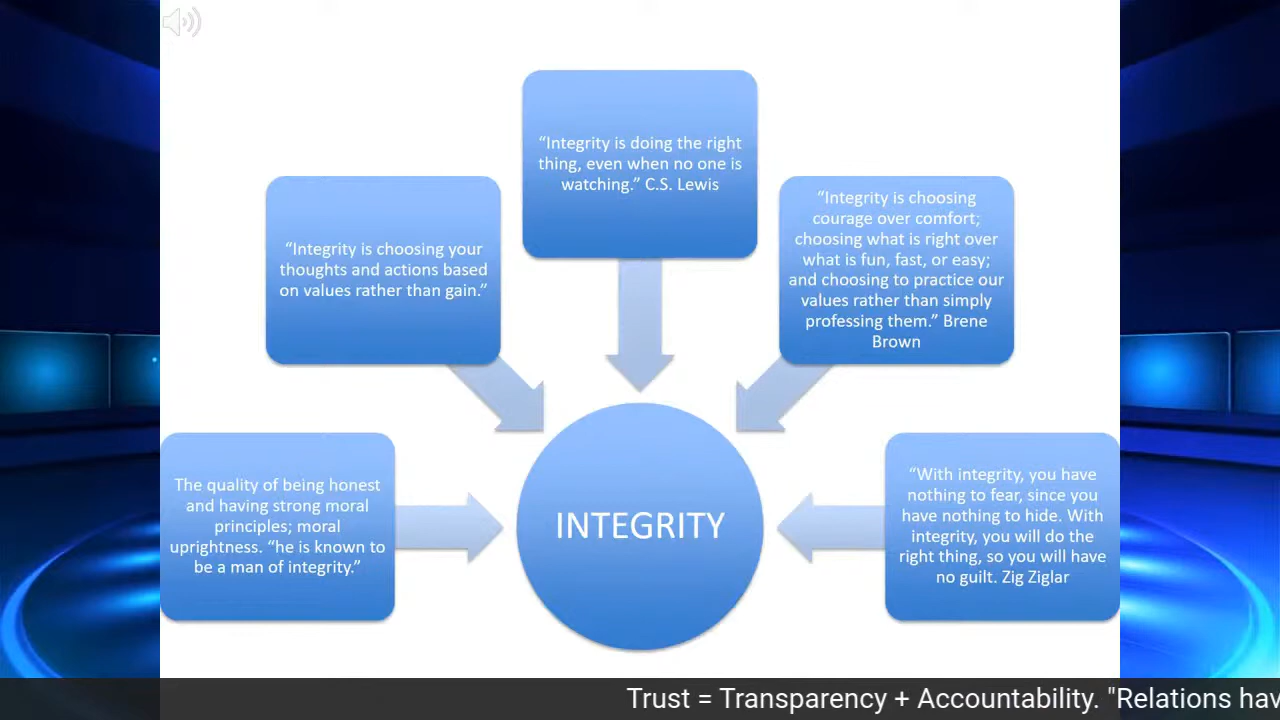 “Integrity is doing the right
thing, even when no one is
watching.” C.S. Lewis
“Integrity is choosing your
thoughts and actions based
on values rather than gain.”
“Integrity is choosing
courage over comfort;
choosing what is right over
what is fun, fast, or easy;
and choosing to practice our
values rather than simply
professing them.” Brene
Brown
The quality of being honest
and having strong moral
principles; moral
uprightness. “he is known to
be a man of integrity.”
INTEGRITY
“With integrity, you have
nothing to fear, since you
have nothing to hide. With
integrity, you will do the
right thing, so you will have
no guilt. Zig Ziglar
Trust = Transparency + Accountability. "Relations hav